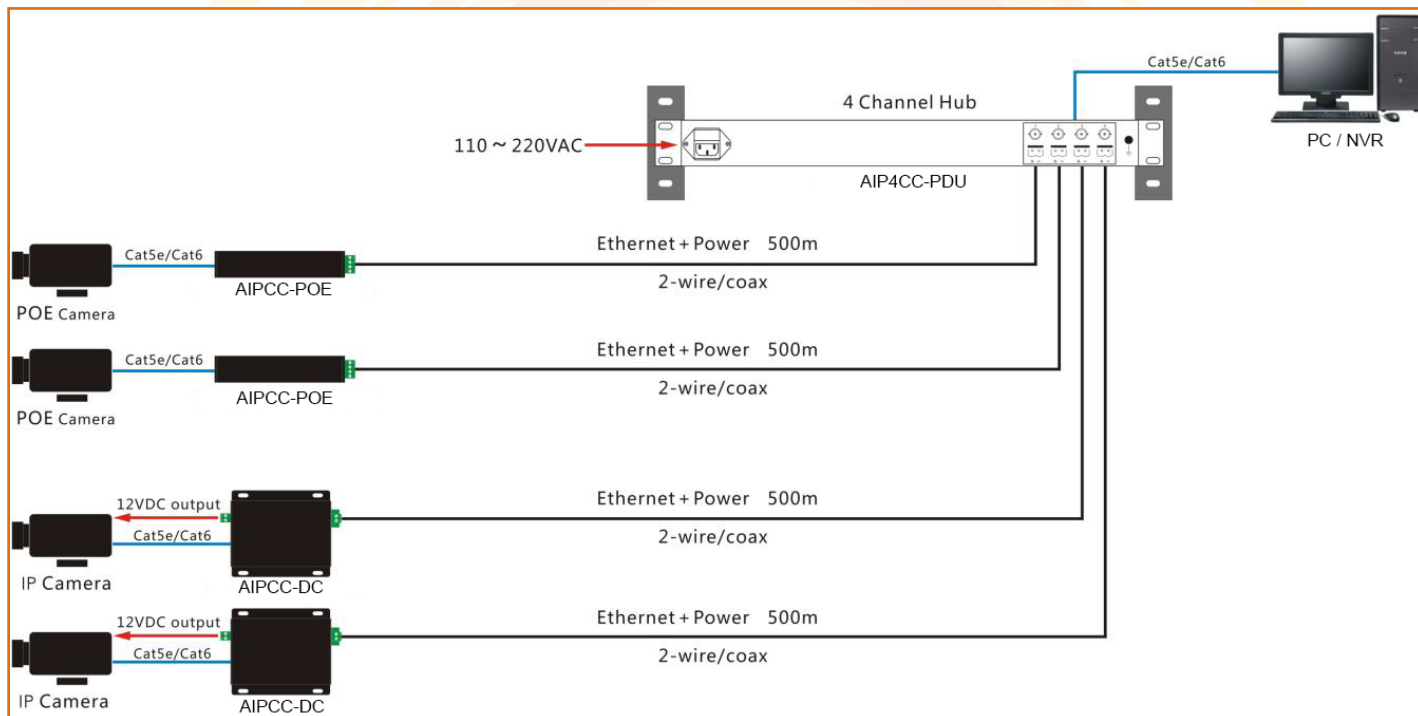 Cat5e/Cat6
4 Channel Hub
110 ~ 220VAC
PC / NVR
AIP4CC-PDU
Cat5e/Cat6
Ethernet + Power 500m
2-wire/coax
AIPCC-POE
POE Camera
Cat5e/Cat6
Ethernet + Power 500m
2-wire/coax
AIPCC-POE
POE Camera
12VDC output
Ethernet + Power 500m
Cat5e/Cat6
2-wire/coax
IP Camera
AIPCC-DC
12VDC output
Ethernet + Power 500m
Cat5e/Cat6
2-wire/coax
IP Camera
AIPCC-DC